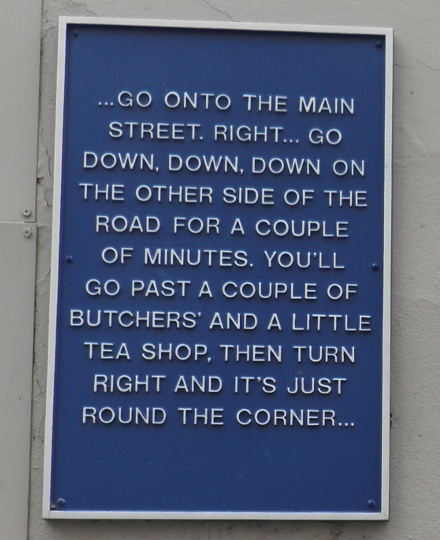 ...GO ONTO THE MAIN
STREET. RIGHT... GO
DOWN, DOWN, DOWN ON
THE OTHER SIDE OF THE
ROAD FOR A COUPLE
OF MINUTES. YOU'LL
GO PAST A COUPLE OF
BUTCHERS' AND A LITTLE
TEA SHOP, THEN TURN
RIGHT AND IT'S JUST
ROUND THE CORNER...